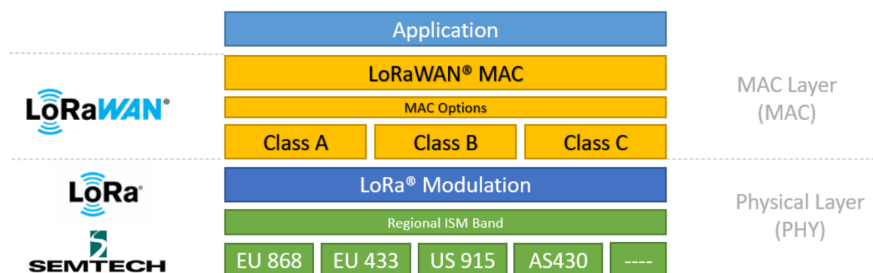 Application
LoRaWAN® MAC
MAC Options
Class A
Class B
Class C
LoRaWAN®
MAC Layer
(MAC)
LoRa® Modulation
Regional ISM Band
EU 868
EU 433
US 915
AS430
----
LoRa®
SEMTECH
Physical Layer
(PHY)